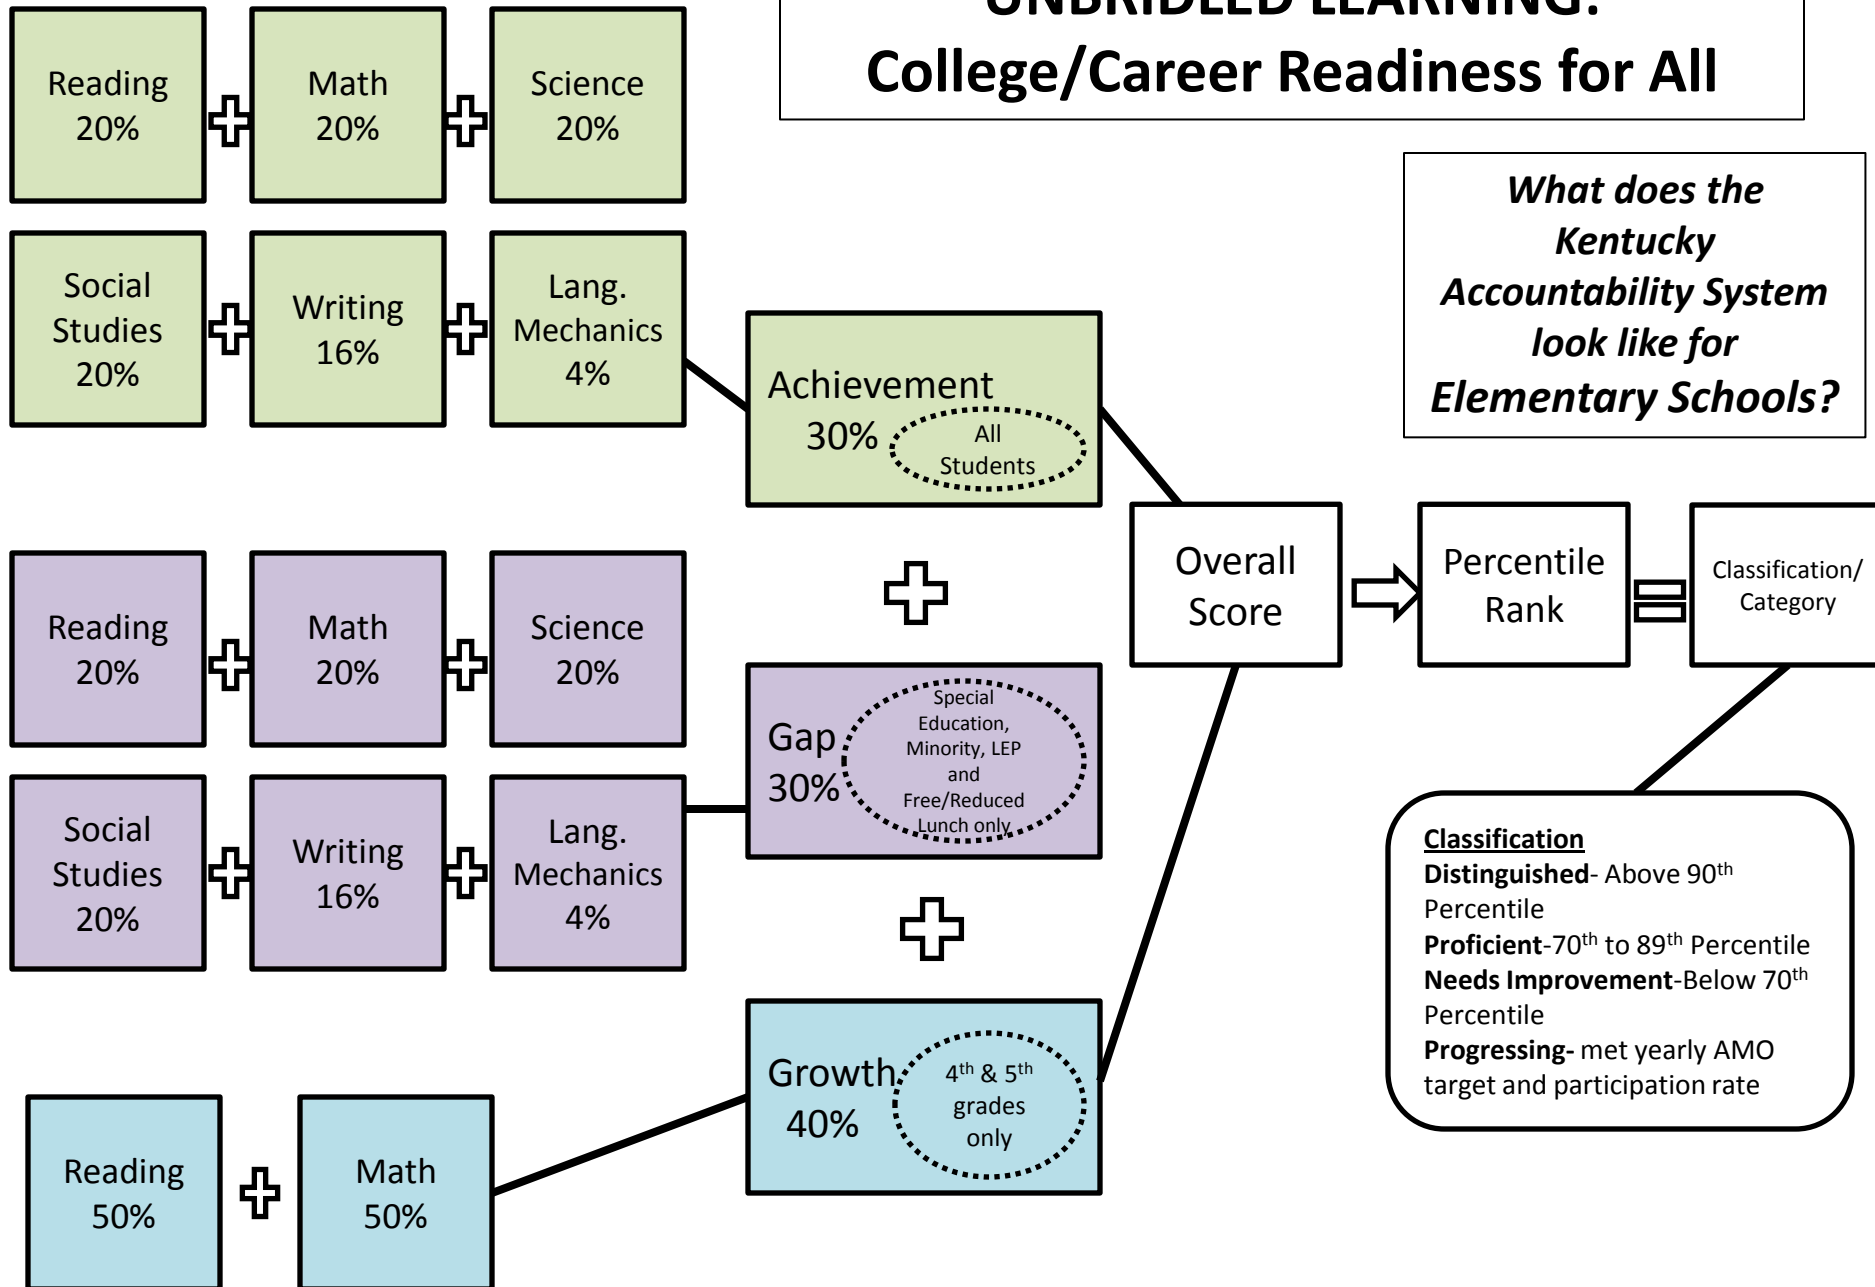 UNBRIDLED LEARNING:
College/Career Readiness for All
What does the
Kentucky
Accountability System
look like for
Elementary Schools?
Reading
20%
Math
20%
Science
20%
Social
Studies
20%
Writing
16%
Lang.
Mechanics
4%
Achievement
30%
All
Students
Reading
20%
Math
20%
Science
20%
Social
Studies
20%
Writing
16%
Lang.
Mechanics
4%
Gap
30%
Special
Education,
Minority, LEP
and
Free/Reduced
Lunch only
Reading
50%
Math
50%
Growth
40%
4th & 5th
grades
only
Overall
Score
Percentile
Rank
Classification/
Category
Classification
Distinguished- Above 90th
Percentile
Proficient-70th to 89th Percentile
Needs Improvement-Below 70th
Percentile
Progressing- met yearly AMO
target and participation rate